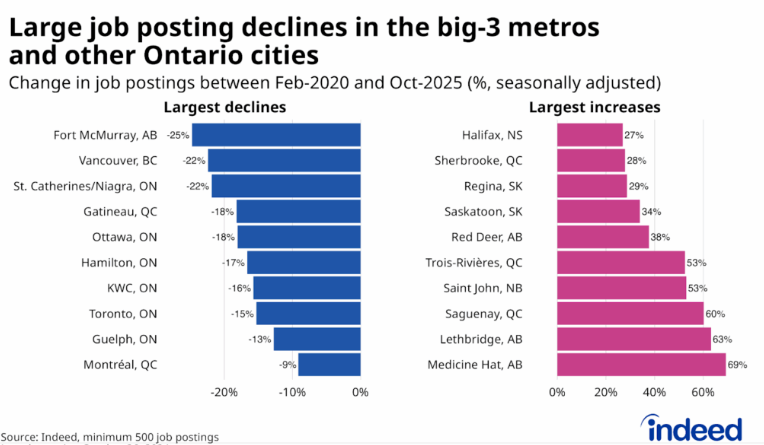 Large job posting declines in the big-3 metros
and other Ontario cities
Change in job postings between Feb-2020 and Oct-2025 (%, seasonally adjusted)
Largest declines
Fort McMurray, AB -25%
Vancouver, BC -22%
St. Catherines/Niagra, ON -22%
Gatineau, QC -18%
Ottawa, ON -18%
Hamilton, ON -17%
KWC, ON -16%
Toronto, ON -15%
Guelph, ON -13%
Montréal, QC -9%
-20% -10% 0%
Largest increases
Halifax, NS 27%
Sherbrooke, QC 28%
Regina, SK 29%
Saskatoon, SK 34%
Red Deer, AB 38%
Trois-Rivières, QC 53%
Saint John, NB 53%
Saguenay, QC 60%
Lethbridge, AB 63%
Medicine Hat, AB 69%
0% 20% 40% 60%
Source: Indeed, minimum 500 job postings
indeed